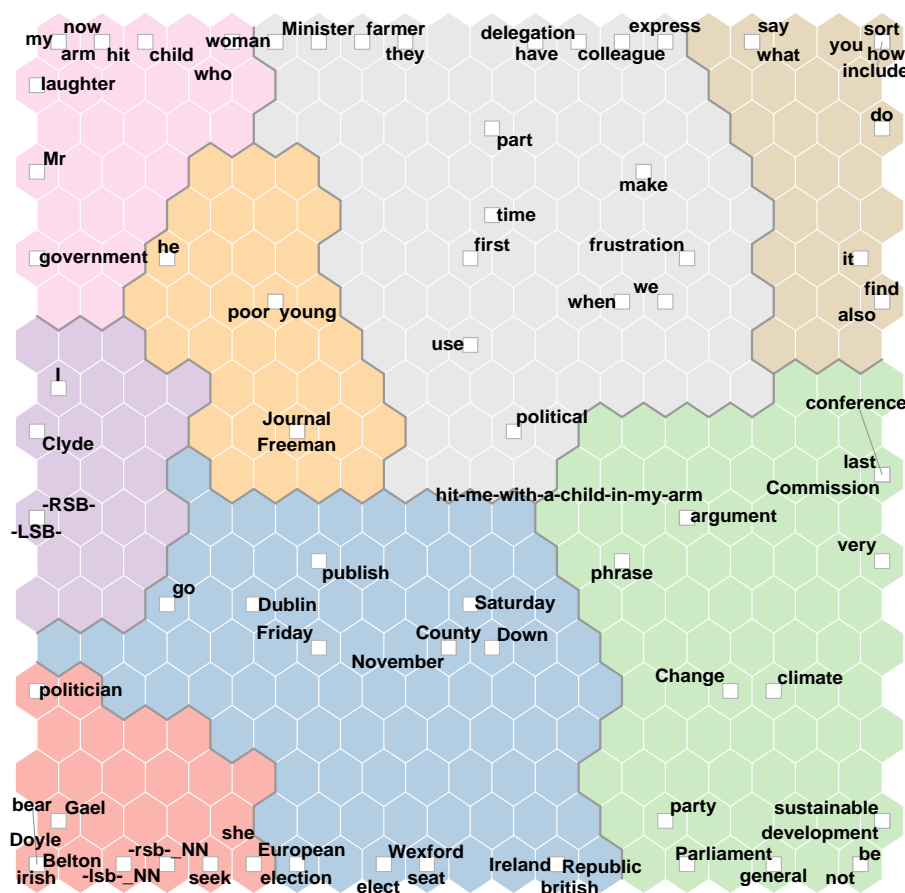 now
my
arm
hit
child
woman
who
Minister
farmer
they
delegation
have
colleague
express
say
what
sort
you
how
include
laughter
do
part
Mr
make
time
government
he
first
frustration
it
poor young
when
we
find
also
use
I
Journal
Freeman
political
conference
Clyde
last
Commission
-RSB-
-LSB-
hit-me-with-a-child-in-my-arm
argument
publish
phrase
very
go
Dublin
Saturday
Friday
County
Down
November
politician
Change
climate
bear
Gael
party
sustainable
development
Doyle
Belton
irish
-rsb-_NN
-lsb-_NN
seek
she
European
election
Wexford
elect
seat
Ireland
Republic
british
Parliament
general
be
not